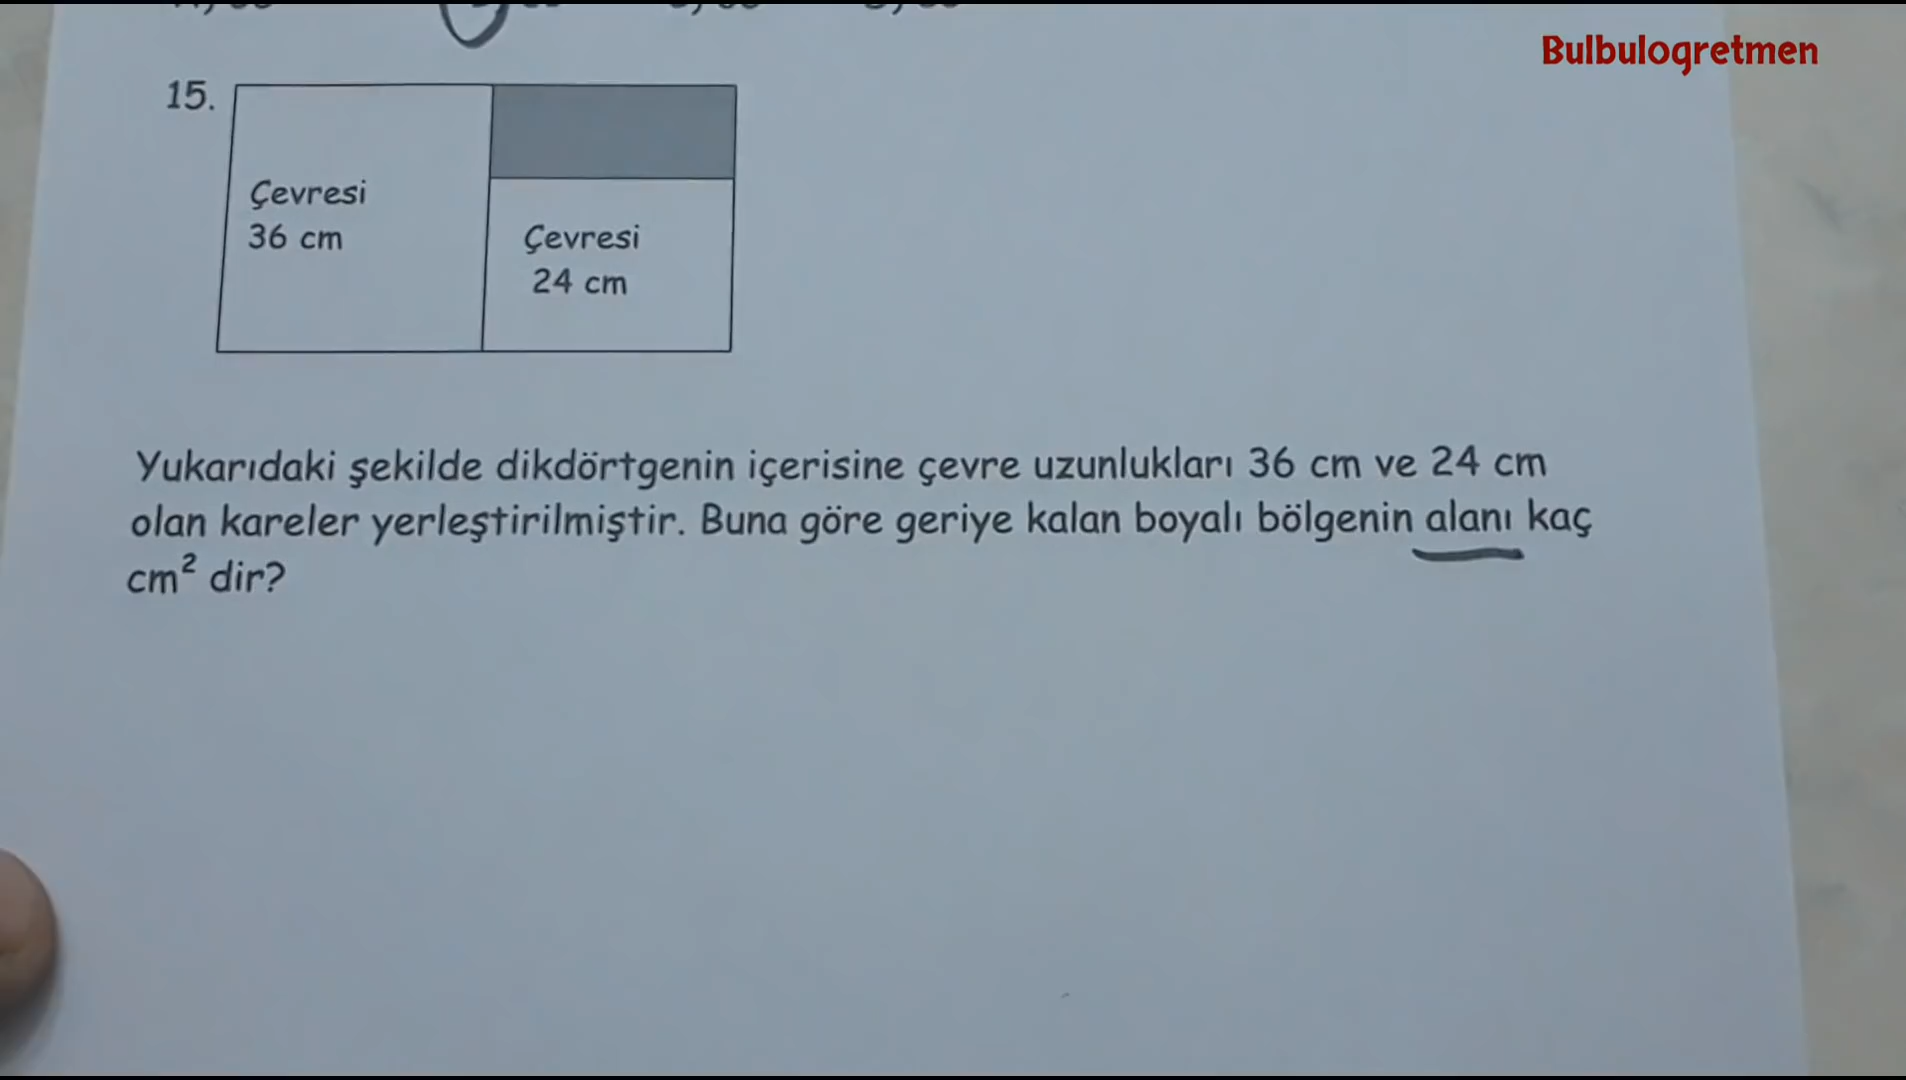 Bulbulogretmen
15.
Çevresi
36 cm
Çevresi
24 cm
Yukarıdaki şekilde dikdörtgenin içerisine çevre uzunlukları 36 cm ve 24 cm
olan kareler yerleştirilmiştir. Buna göre geriye kalan boyalı bölgenin alanı kaç
cm² dir?